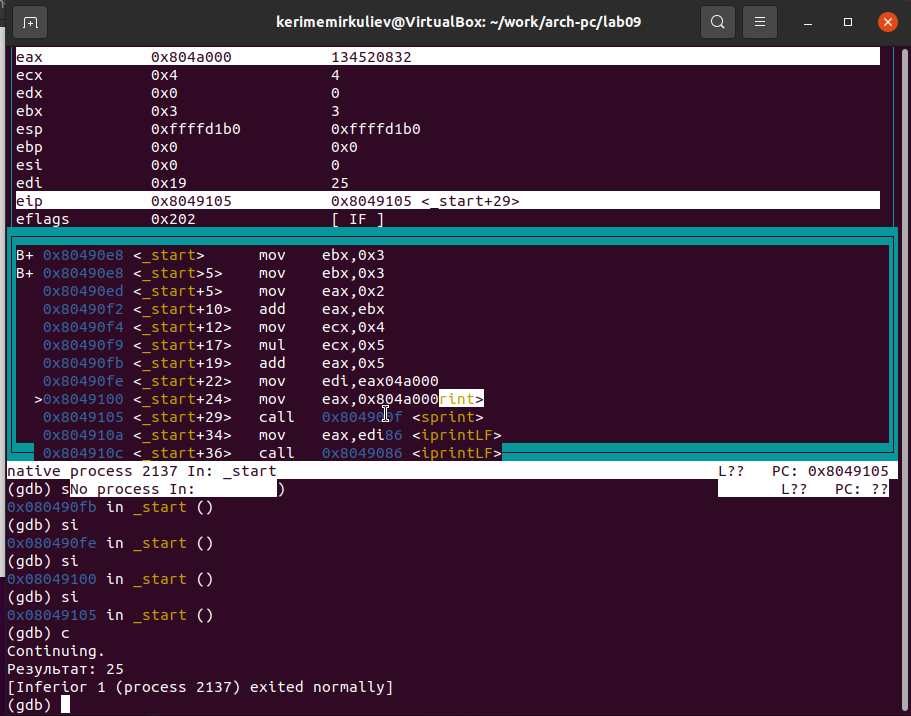 kerimemirkuliev@VirtualBox: ~/work/arch-pc/lab09
eax 0x804a000 134520832
ecx 0x4 4
edx 0x0 0
ebx 0x3 3
esp 0xffffd1b0 0xffffd1b0
ebp 0x0 0x0
esi 0x0 0
edi 0x19 25
eip 0x8049105 0x8049105 <_start+29>
eflags 0x202 [ IF ]
B+ 0x80490e8 <_start> mov ebx,0x3
B+ 0x80490e8 <_start>5> mov ebx,0x3
0x80490ed <_start+5> mov eax,0x2
0x80490f2 <_start+10> add eax,ebx
0x80490f4 <_start+12> mov ecx,0x4
0x80490f9 <_start+17> mul ecx,0x5
0x80490fb <_start+19> add eax,0x5
0x80490fe <_start+22> mov edi,eax04a000
>0x8049100 <_start+24> mov eax,0x804a000rint>
0x8049105 <_start+29> call 0x804900f <sprint>
0x804910a <_start+34> mov eax,edi86 <iprintLF>
0x804910c <_start+36> call 0x8049086 <iprintLF>
native process 2137 In: _start L?? PC: 0x8049105
(gdb) sNo process In: ) L?? PC: ??
0x080490fb in _start ()
(gdb) si
0x080490fe in _start ()
(gdb) si
0x08049100 in _start ()
(gdb) si
0x08049105 in _start ()
(gdb) c
Continuing.
Результат: 25
[Inferior 1 (process 2137) exited normally]
(gdb)